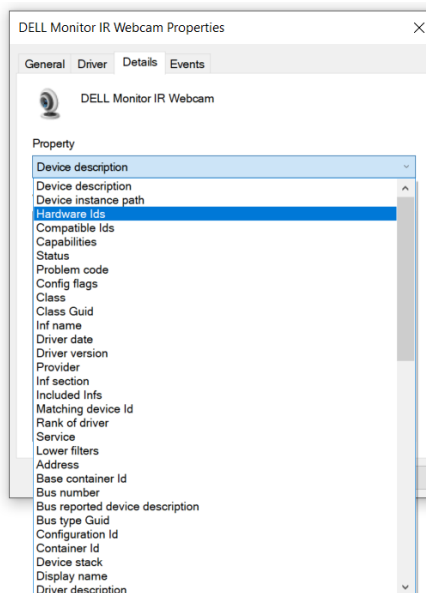 DELL Monitor IR Webcam Properties
General Driver Details Events
DELL Monitor IR Webcam
Property
Device description
Device description
Device instance path
Hardware Ids
Compatible Ids
Capabilities
Status
Problem code
Config flags
Class
Class Guid
Inf name
Driver date
Driver version
Provider
Inf section
Included Infs
Matching device Id
Rank of driver
Service
Lower filters
Address
Base container Id
Bus number
Bus reported device description
Bus type Guid
Configuration Id
Container Id
Device stack
Display name
Driver description